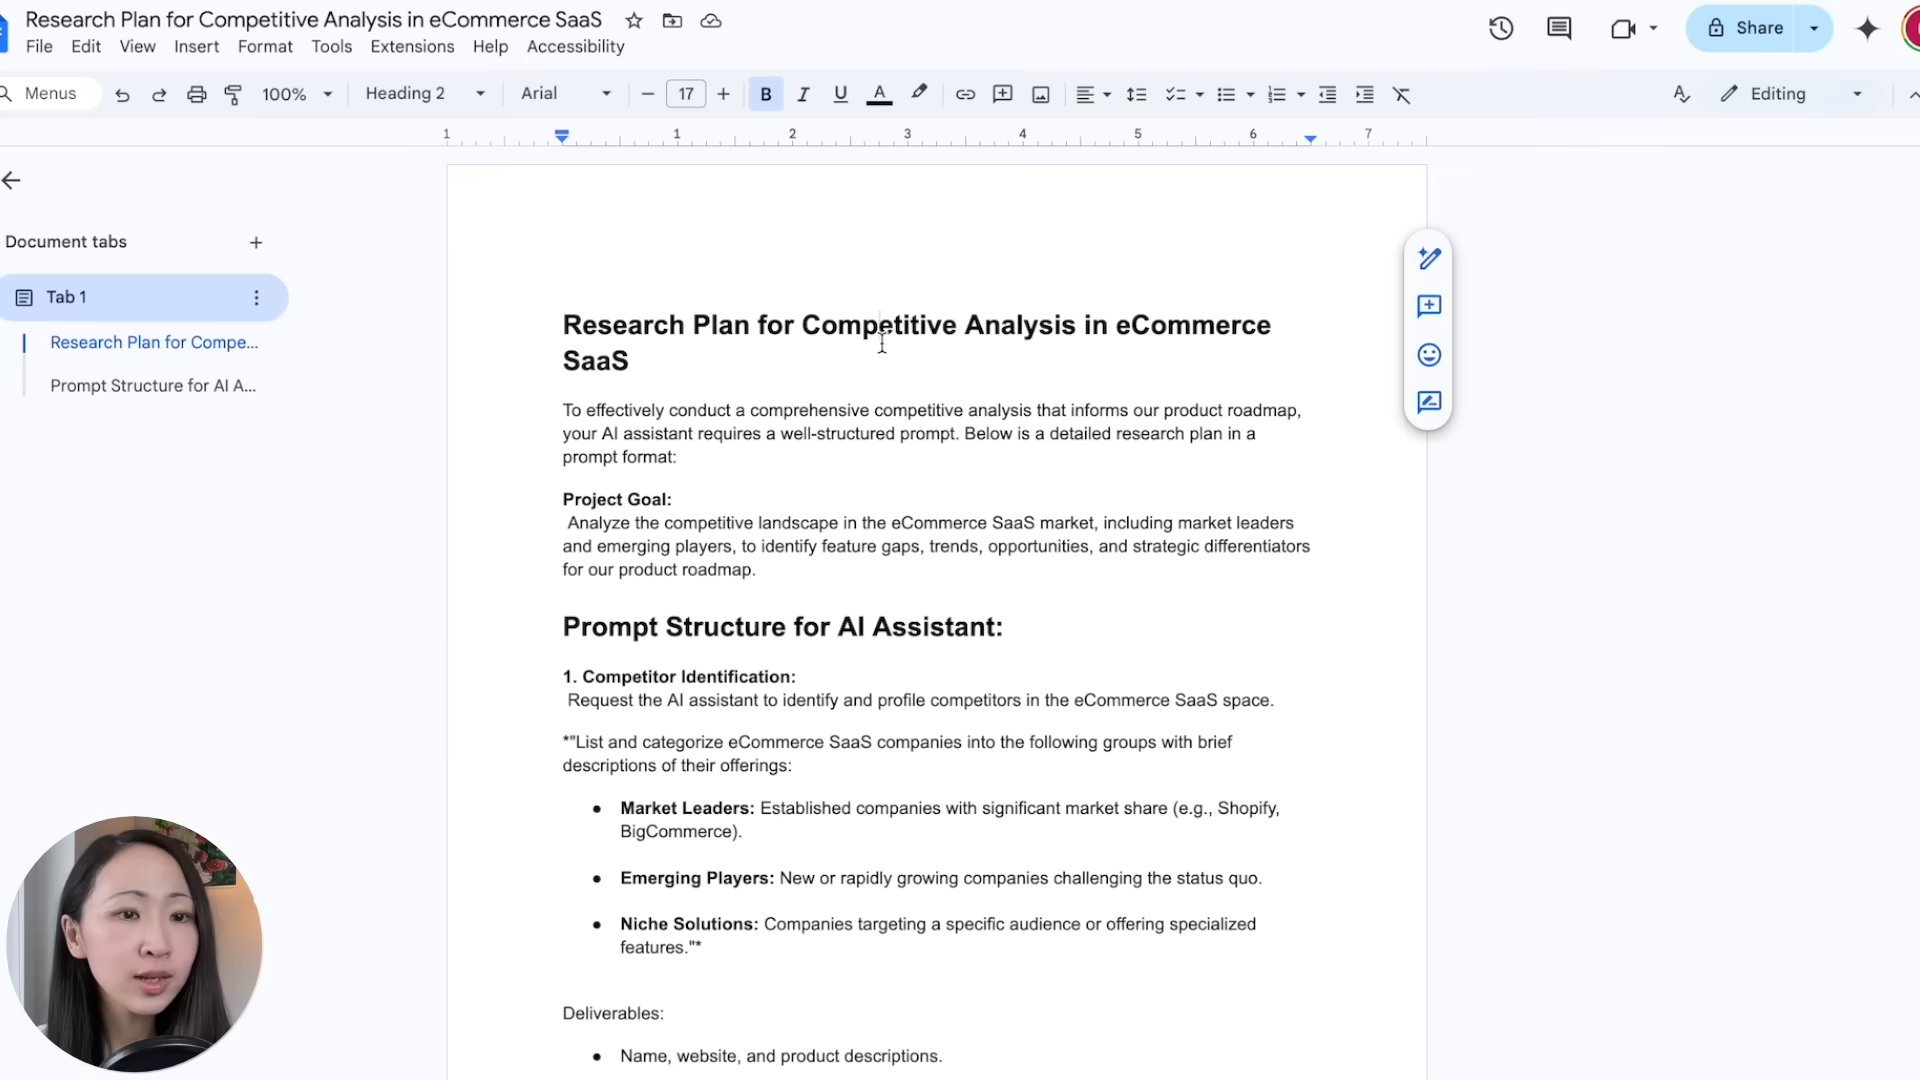 Research Plan for Competitive Analysis in eCommerce SaaS
File Edit View Insert Format Tools Extensions Help Accessibility
Share
Menus 100% Heading 2 Arial 17 Editing
1 1 2 3 4 5 6 7
Document tabs
Tab 1
Research Plan for Compe...
Prompt Structure for AI A...
Research Plan for Competitive Analysis in eCommerce
SaaS
To effectively conduct a comprehensive competitive analysis that informs our product roadmap,
your AI assistant requires a well-structured prompt. Below is a detailed research plan in a
prompt format:
Project Goal:
Analyze the competitive landscape in the eCommerce SaaS market, including market leaders
and emerging players, to identify feature gaps, trends, opportunities, and strategic differentiators
for our product roadmap.
Prompt Structure for AI Assistant:
1. Competitor Identification:
Request the AI assistant to identify and profile competitors in the eCommerce SaaS space.
*"List and categorize eCommerce SaaS companies into the following groups with brief
descriptions of their offerings:
● Market Leaders: Established companies with significant market share (e.g., Shopify,
BigCommerce).
● Emerging Players: New or rapidly growing companies challenging the status quo.
● Niche Solutions: Companies targeting a specific audience or offering specialized
features."*
Deliverables:
● Name, website, and product descriptions.